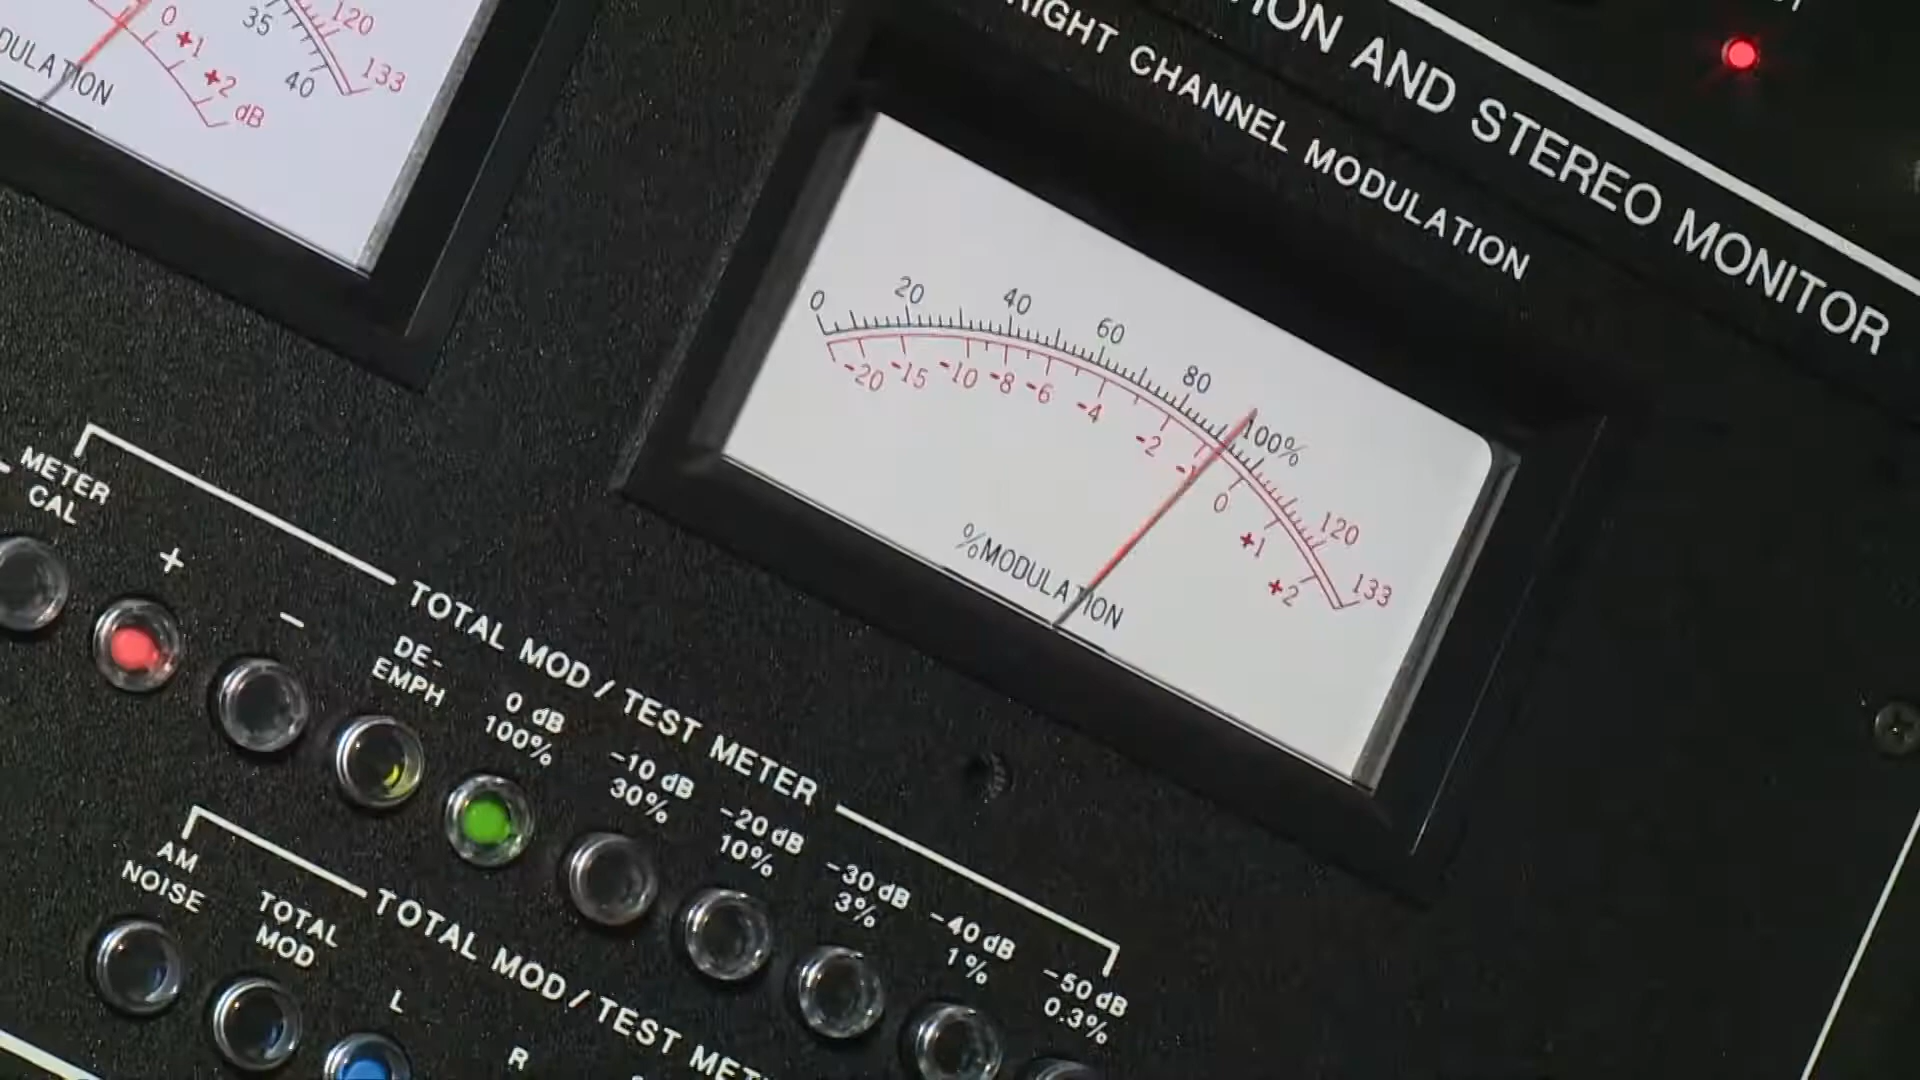 0
+1
+2
dB
35
40
120
133
DULATION
ION AND STEREO MONITOR
RIGHT CHANNEL MODULATION
0 20 40 60 80 100% 120 133
-20 -15 -10 -8 -6 -4 -2 -1 0 +1 +2
%MODULATION
METER
CAL
+
-
DE-
EMPH
0 dB
100%
-10 dB
30%
-20 dB
10%
-30 dB
3%
-40 dB
1%
-50 dB
0.3%
TOTAL MOD / TEST METER
AM
NOISE
TOTAL
MOD
L
R
TOTAL MOD / TEST MET